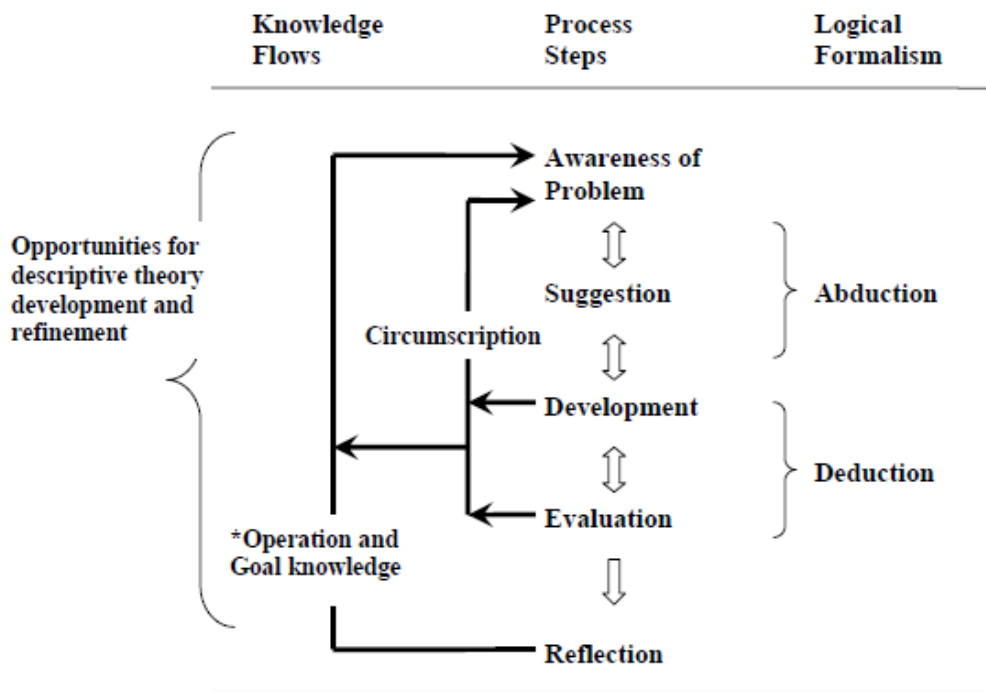 Knowledge
Flows
Process
Steps
Logical
Formalism
Awareness of
Problem
Opportunities for
descriptive theory
development and
refinement
Suggestion
Abduction
Circumscription
Development
Deduction
Evaluation
*Operation and
Goal knowledge
Reflection